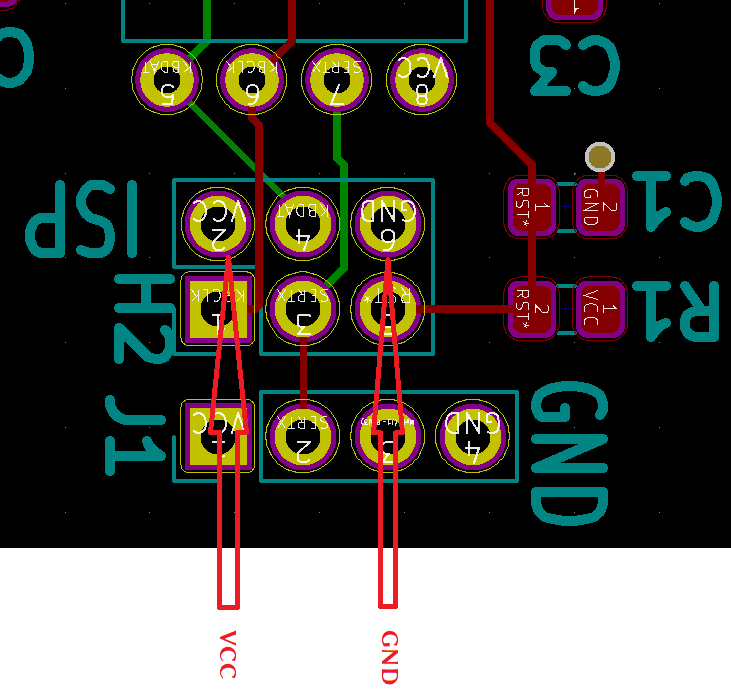 1
C3
KBDAT
5
KBCLK
6
SERTX
7
VCC
8
ISP
VCC
2
KBDAT
4
GND
6
1
RST*
2
GND
C1
H2
KBCLK
1
SERTX
3
RST*
2
RST*
1
VCC
R1
J1
VCC
1
SERTX
2
3
GND
4
GND
VCC
GND